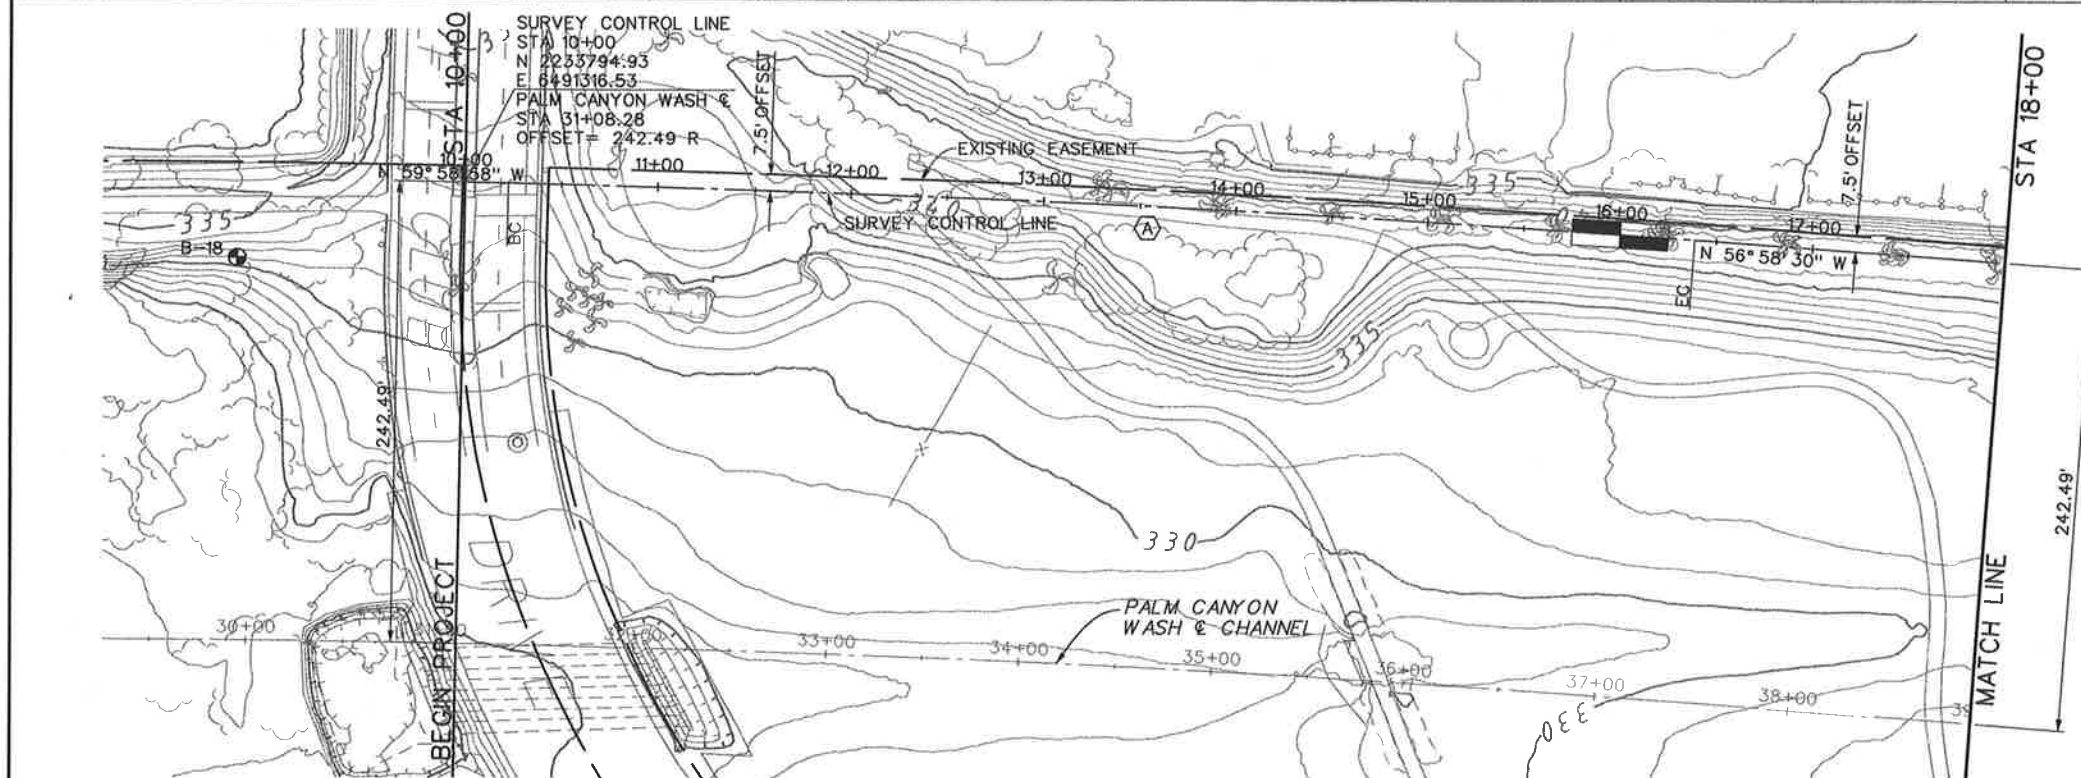 SURVEY CONTROL LINE
STA 10+00
N 2233794.93
E 6491316.53
PALM CANYON WASH ℄
STA 31+08.28
OFFSET= 242.49 R
STA 10+00
BEGIN PROJECT
7.5' OFFSET
EXISTING EASEMENT
SURVEY CONTROL LINE
10+00
N 59° 58' 58" W
11+00
12+00
13+00
14+00
15+00
16+00
17+00
BC
A
EC
N 56° 58' 30" W
7.5' OFFSET
STA 18+00
MATCH LINE
242.49'
242.49'
335
B-18
340
335
335
330
330
PALM CANYON
WASH ℄ CHANNEL
30+00
33+00
34+00
35+00
36+00
37+00
38+00